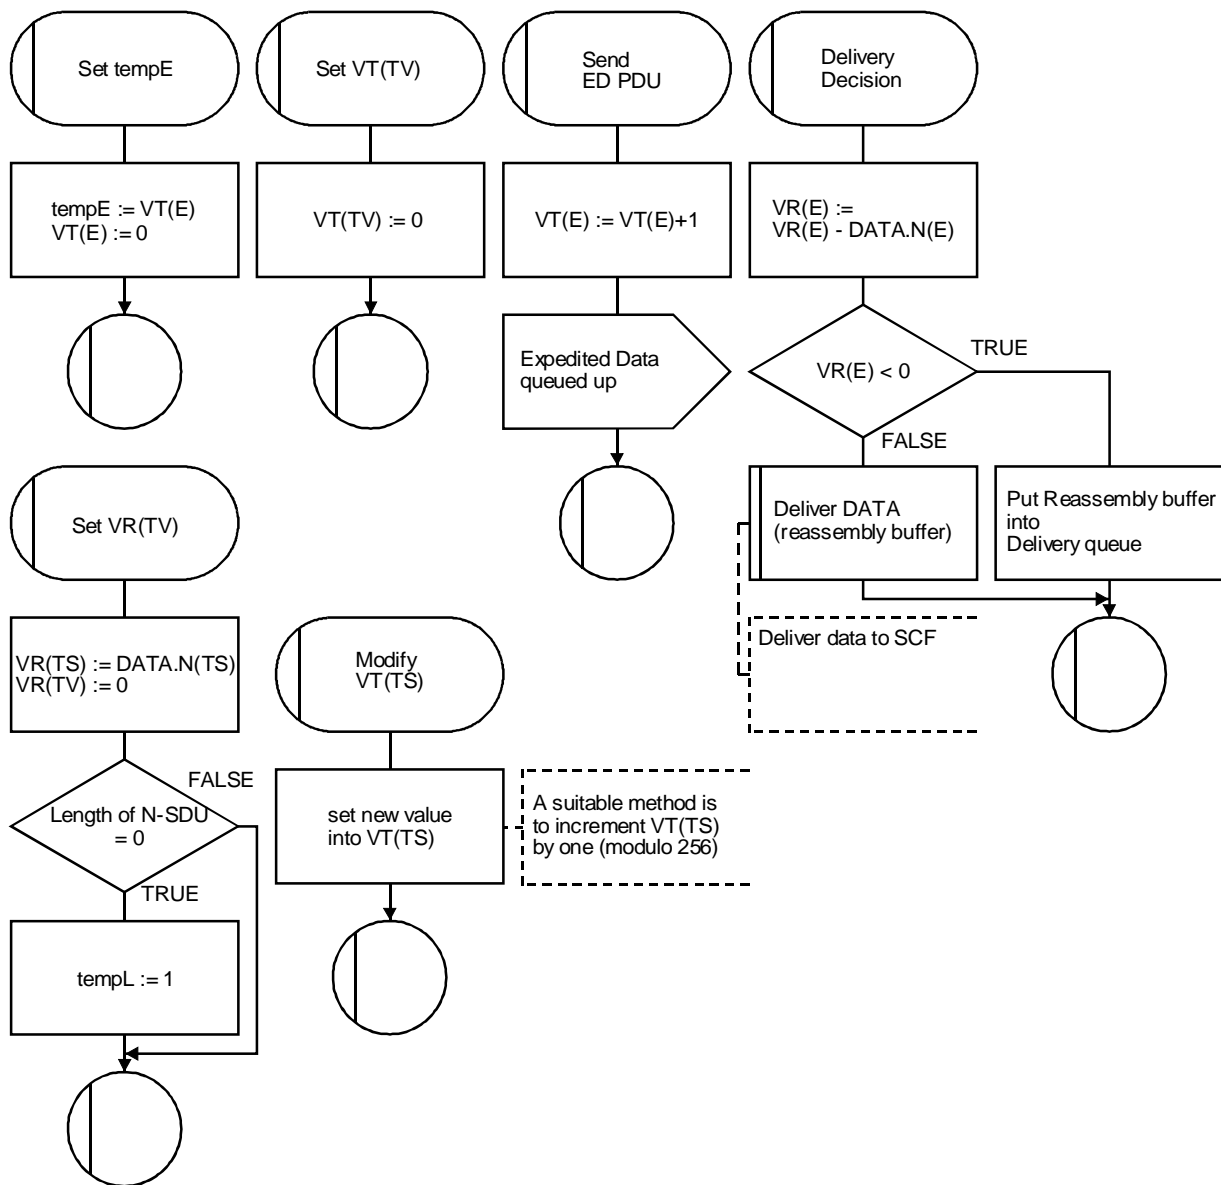 Set tempE
tempE := VT(E)
VT(E) := 0
Set VT(TV)
VT(TV) := 0
Send
ED PDU
VT(E) := VT(E)+1
Expedited Data
queued up
Delivery
Decision
VR(E) :=
VR(E) - DATA.N(E)
VR(E) < 0
TRUE
FALSE
Deliver DATA
(reassembly buffer)
Put Reassembly buffer
into
Delivery queue
Deliver data to SCF
Set VR(TV)
VR(TS) := DATA.N(TS)
VR(TV) := 0
FALSE
Length of N-SDU
= 0
TRUE
tempL := 1
Modify
VT(TS)
set new value
into VT(TS)
A suitable method is
to increment VT(TS)
by one (modulo 256)